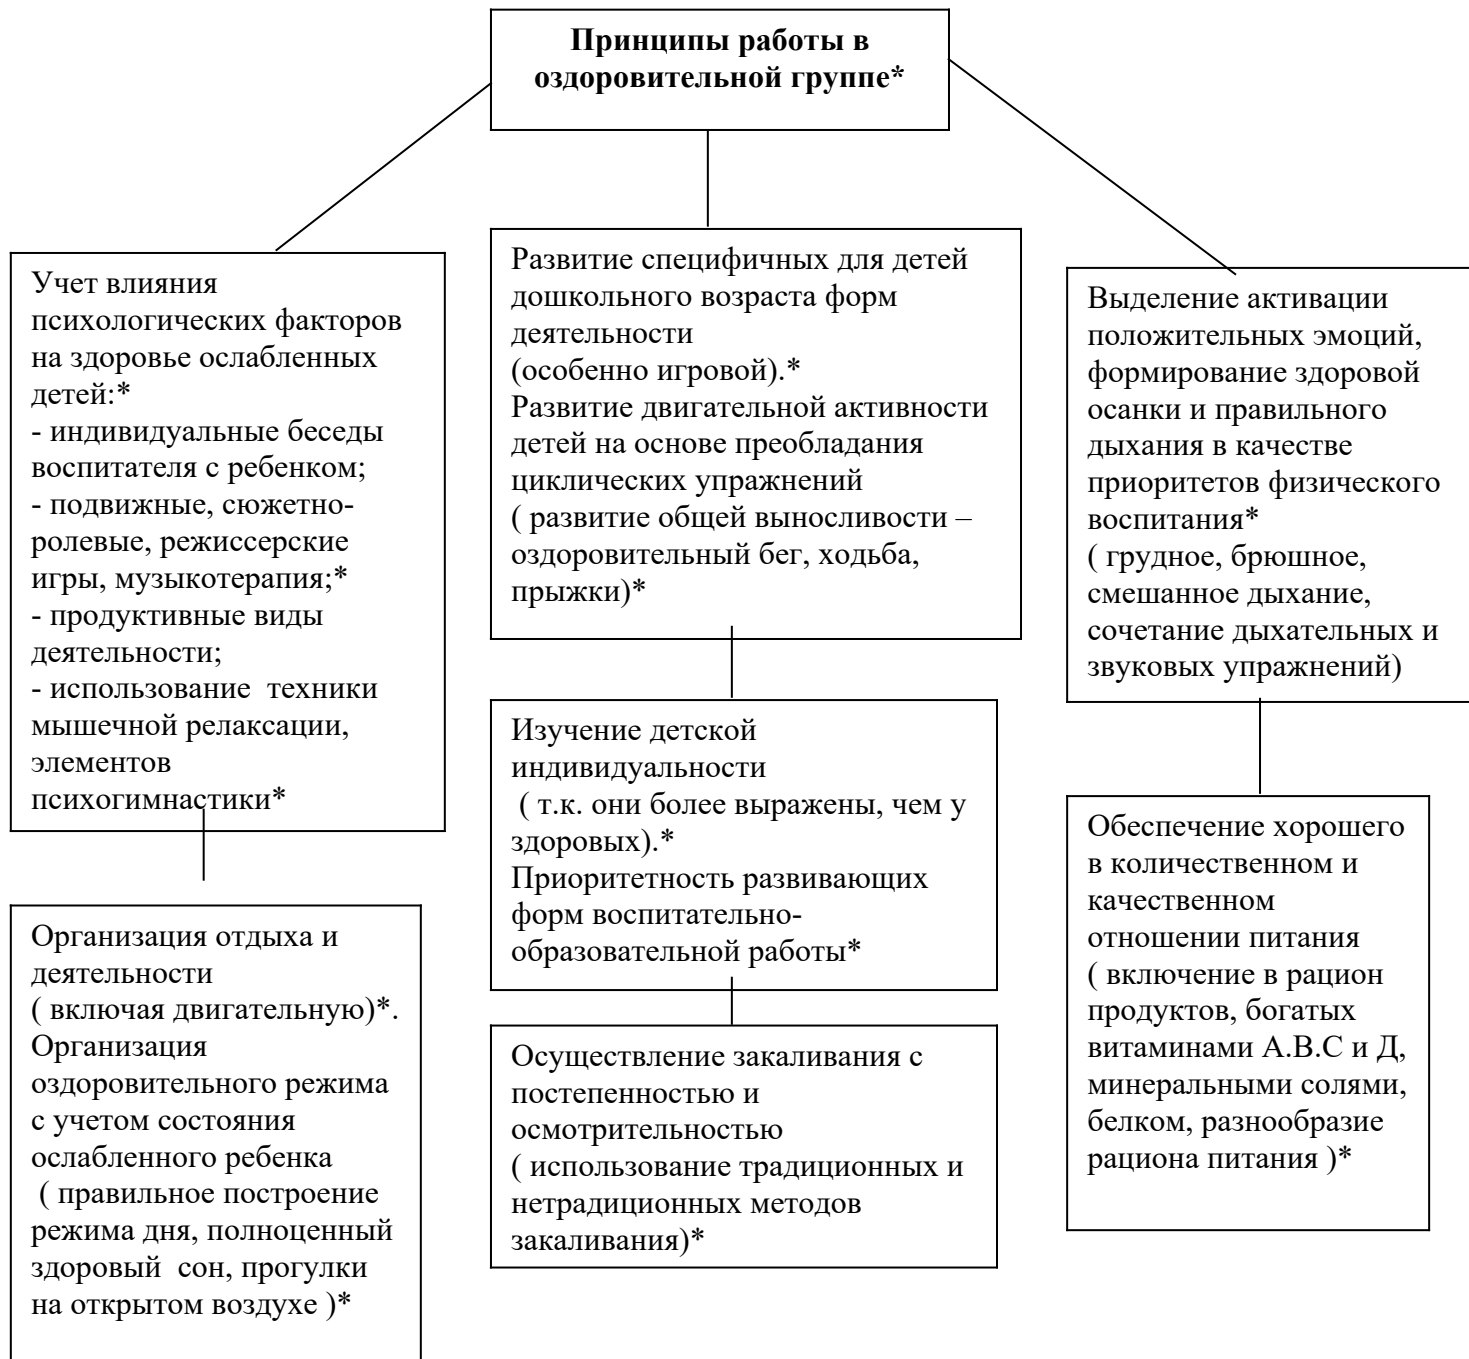 Принципы работы в
оздоровительной группе*
Учет влияния
психологических факторов
на здоровье ослабленных
детей:*
- индивидуальные беседы
воспитателя с ребенком;
- подвижные, сюжетно-
ролевые, режиссерские
игры, музыкотерапия;*
- продуктивные виды
деятельности;
- использование  техники
мышечной релаксации,
элементов
психогимнастики*
Организация отдыха и
деятельности
( включая двигательную)*.
Организация
оздоровительного режима
с учетом состояния
ослабленного ребенка
( правильное построение
режима дня, полноценный
здоровый  сон, прогулки
на открытом воздухе )*
Развитие специфичных для детей
дошкольного возраста форм
деятельности
(особенно игровой).*
Развитие двигательной активности
детей на основе преобладания
циклических упражнений
( развитие общей выносливости –
оздоровительный бег, ходьба,
прыжки)*
Изучение детской
индивидуальности
( т.к. они более выражены, чем у
здоровых).*
Приоритетность развивающих
форм воспитательно-
образовательной работы*
Осуществление закаливания с
постепенностью и
осмотрительностью
( использование традиционных и
нетрадиционных методов
закаливания)*
Выделение активации
положительных эмоций,
формирование здоровой
осанки и правильного
дыхания в качестве
приоритетов физического
воспитания*
( грудное, брюшное,
смешанное дыхание,
сочетание дыхательных и
звуковых упражнений)
Обеспечение хорошего
в количественном и
качественном
отношении питания
( включение в рацион
продуктов, богатых
витаминами А.В.С и Д,
минеральными солями,
белком, разнообразие
рациона питания )*